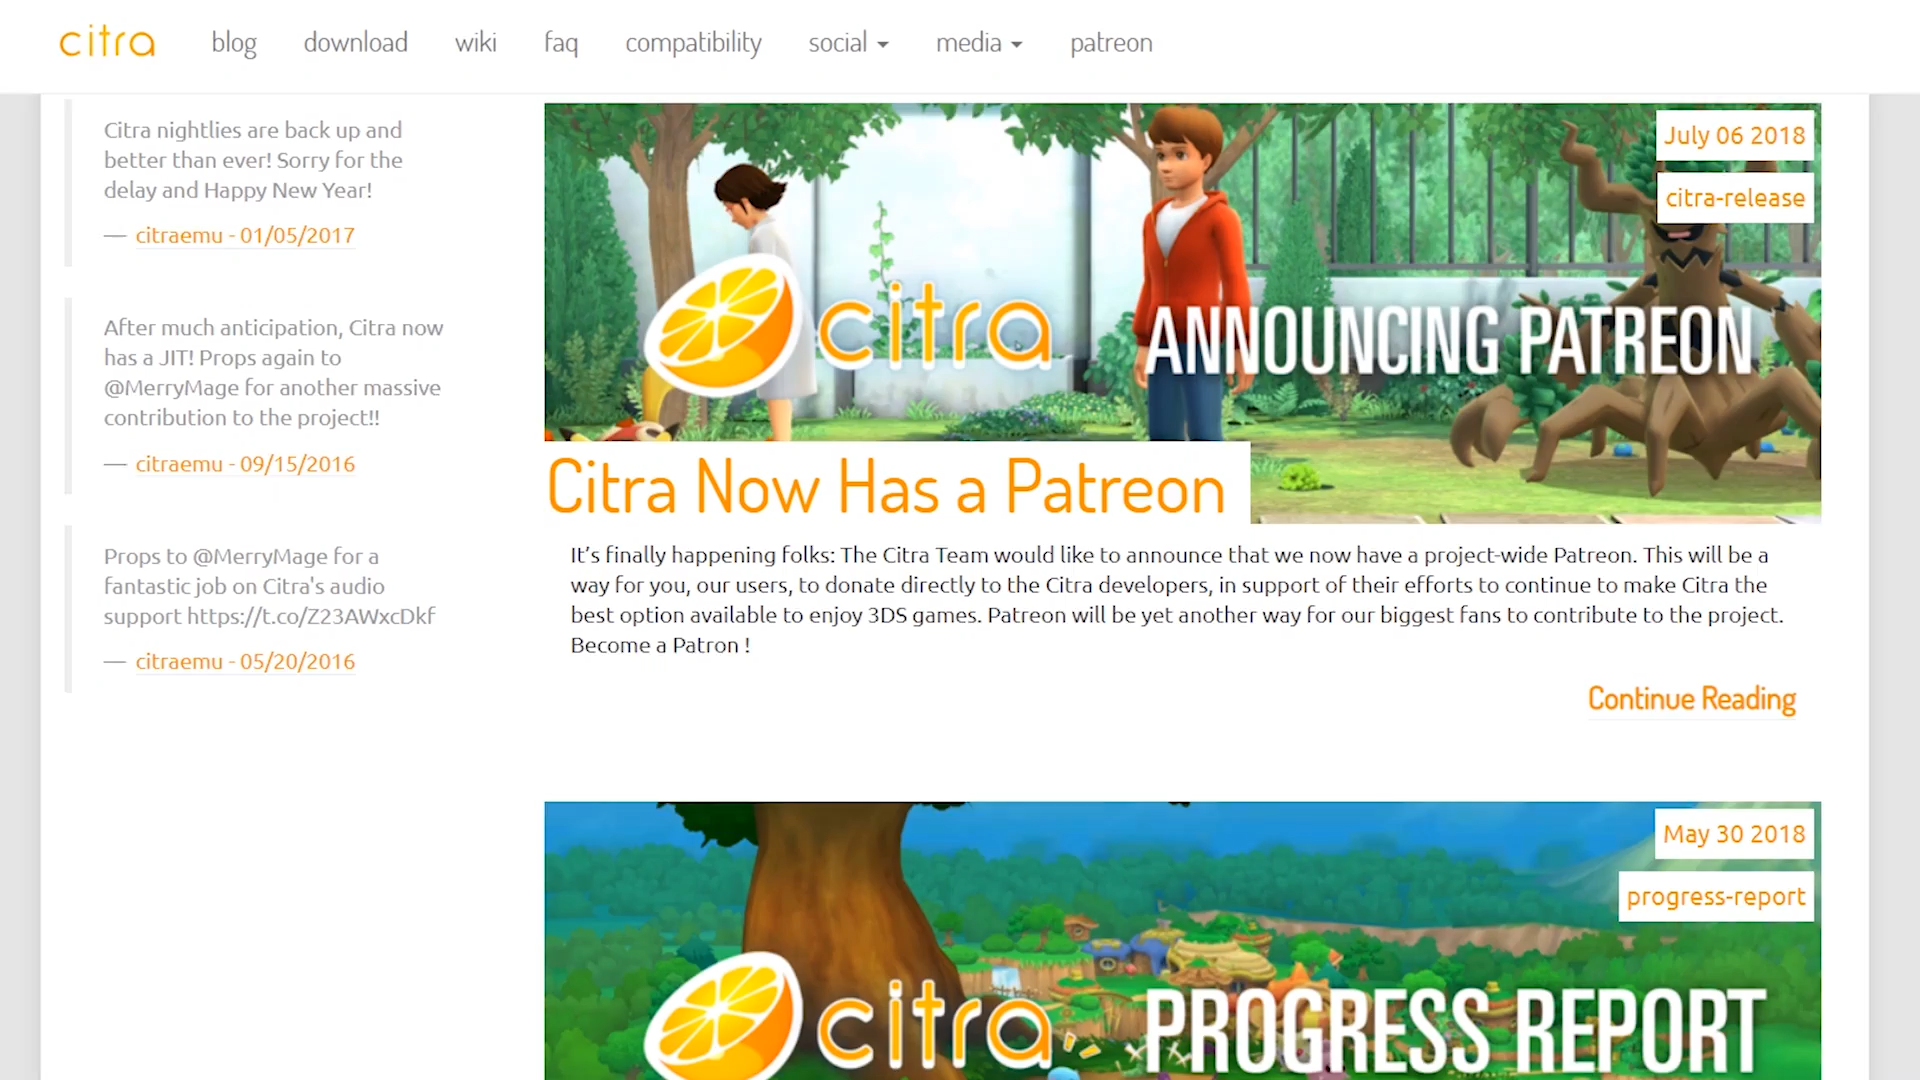 citra blog download wiki faq compatibility social media patreon
Citra nightlies are back up and
better than ever! Sorry for the
delay and Happy New Year!
— citraemu - 01/05/2017
After much anticipation, Citra now
has a JIT! Props again to
@MerryMage for another massive
contribution to the project!!
— citraemu - 09/15/2016
Props to @MerryMage for a
fantastic job on Citra's audio
support https://t.co/Z23AWxcDkf
— citraemu - 05/20/2016
July 06 2018
citra-release
citra ANNOUNCING PATREON
Citra Now Has a Patreon
It’s finally happening folks: The Citra Team would like to announce that we now have a project-wide Patreon. This will be a
way for you, our users, to donate directly to the Citra developers, in support of their efforts to continue to make Citra the
best option available to enjoy 3DS games. Patreon will be yet another way for our biggest fans to contribute to the project.
Become a Patron !
Continue Reading
May 30 2018
progress-report
citra PROGRESS REPORT